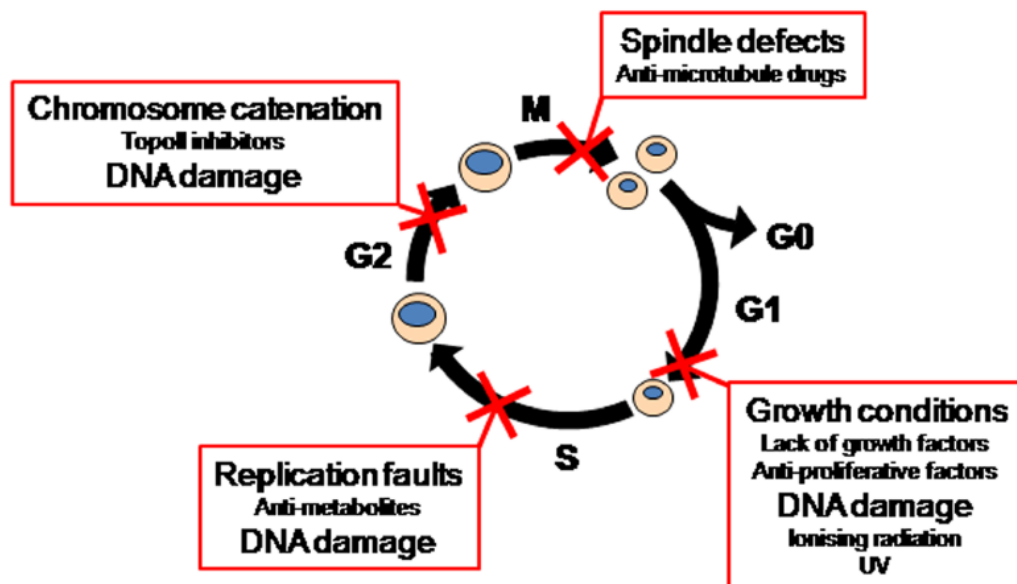 Spindle defects
Anti-microtubule drugs
Chromosome catenation
TopoII inhibitors
DNA damage
M
G2
G0
G1
S
Replication faults
Anti-metabolites
DNA damage
Growth conditions
Lack of growth factors
Anti-proliferative factors
DNA damage
Ionising radiation
UV